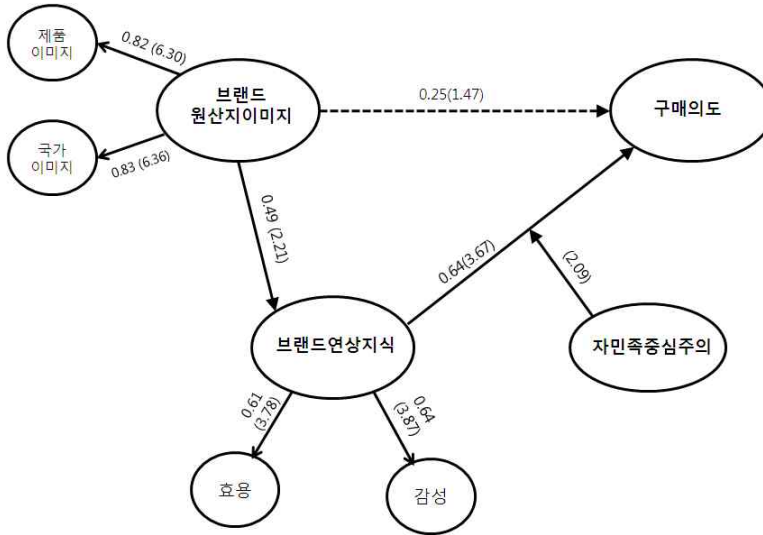 제품
이미지
0.82 (6.30)
브랜드
원산지이미지
0.25(1.47)
구매의도
국가
이미지
0.83 (6.36)
0.49 (2.21)
0.64(3.67)
(2.09)
브랜드연상지식
자민족중심주의
0.61
(3.78)
0.64
(3.87)
효용
감성